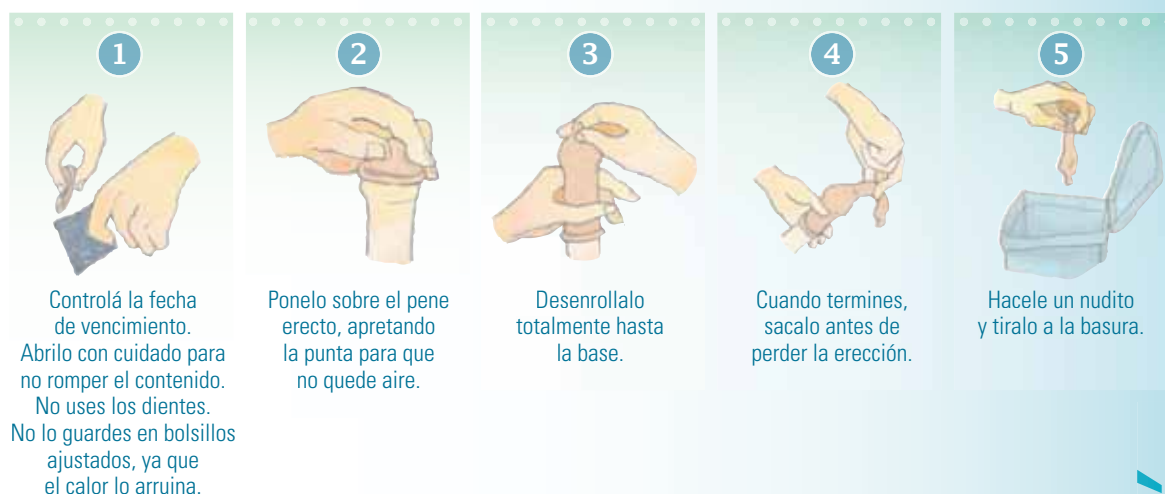 1
Controlá la fecha
de vencimiento.
Abrilo con cuidado para
no romper el contenido.
No uses los dientes.
No lo guardes en bolsillos
ajustados, ya que
el calor lo arruina.
2
Ponelo sobre el pene
erecto, apretando
la punta para que
no quede aire.
3
Desenrollalo
totalmente hasta
la base.
4
Cuando termines,
sacalo antes de
perder la erección.
5
Hacele un nudito
y tiralo a la basura.